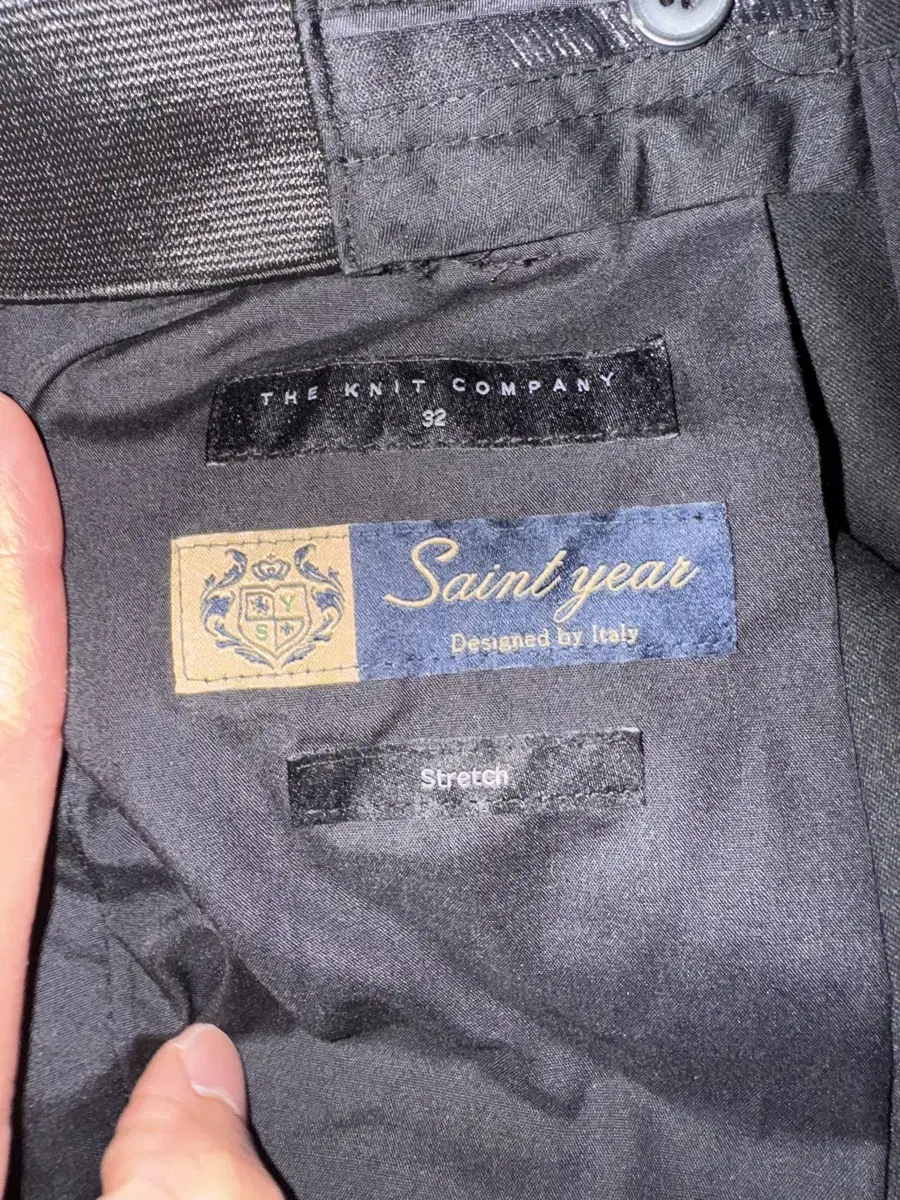 THE KNIT COMPANY
32
Y
S
Saint year
Designed by Italy
Stretch